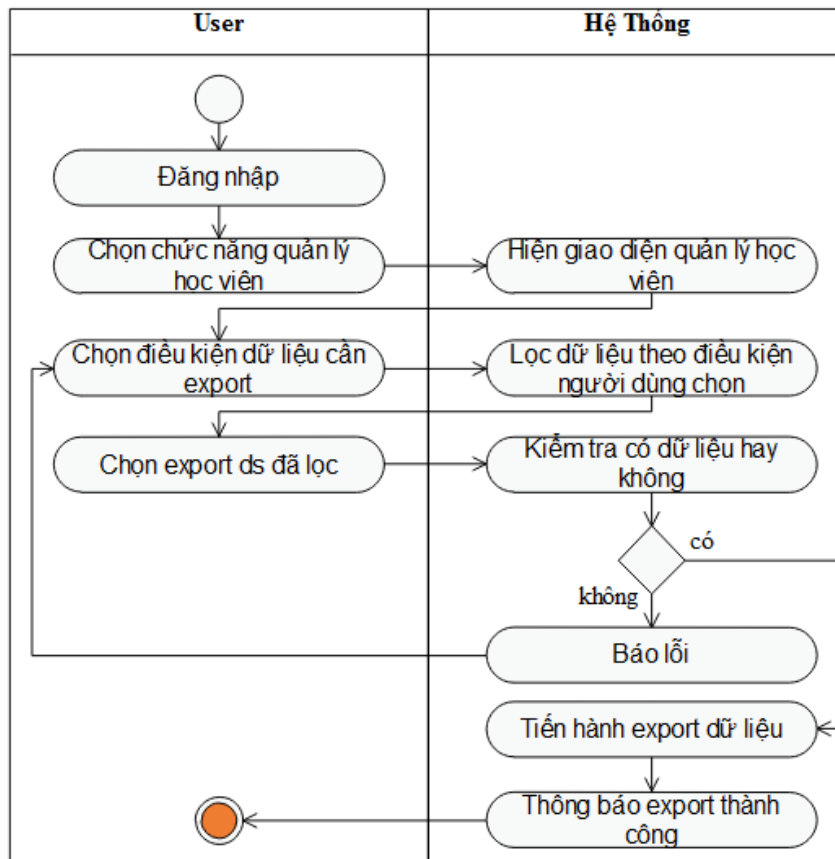 User
Hệ Thống
Đăng nhập
Chọn chức năng quản lý
học viên
Hiện giao diện quản lý học
viên
Chọn điều kiện dữ liệu cần
export
Lọc dữ liệu theo điều kiện
người dùng chọn
Chọn export ds đã lọc
Kiểm tra có dữ liệu hay
không
có
không
Báo lỗi
Tiến hành export dữ liệu
Thông báo export thành
công